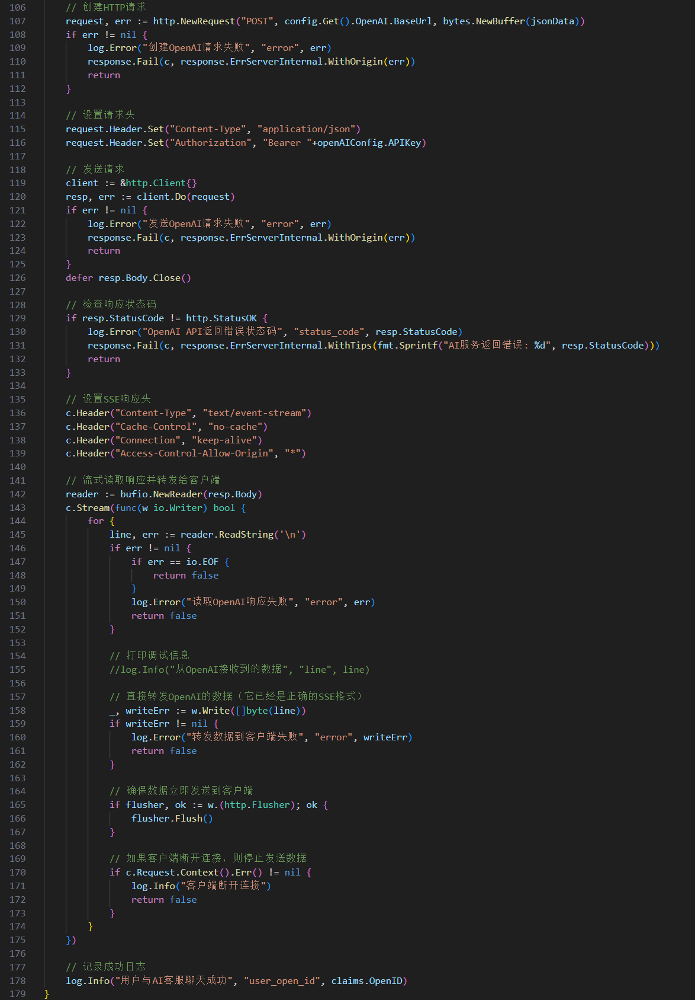 106 // 创建HTTP请求
107 request, err := http.NewRequest("POST", config.Get().OpenAI.BaseUrl, bytes.NewBuffer(jsonData))
108 if err != nil {
109 log.Error("创建OpenAI请求失败", "error", err)
110 response.Fail(c, response.ErrServerInternal.WithOrigin(err))
111 return
112 }
113
114 // 设置请求头
115 request.Header.Set("Content-Type", "application/json")
116 request.Header.Set("Authorization", "Bearer "+openAIConfig.APIKey)
117
118 // 发送请求
119 client := &http.Client{}
120 resp, err := client.Do(request)
121 if err != nil {
122 log.Error("发送OpenAI请求失败", "error", err)
123 response.Fail(c, response.ErrServerInternal.WithOrigin(err))
124 return
125 }
126 defer resp.Body.Close()
127
128 // 检查响应状态码
129 if resp.StatusCode != http.StatusOK {
130 log.Error("OpenAI API返回错误状态码", "status_code", resp.StatusCode)
131 response.Fail(c, response.ErrServerInternal.WithTips(fmt.Sprintf("AI服务返回错误: %d", resp.StatusCode)))
132 return
133 }
134
135 // 设置SSE响应头
136 c.Header("Content-Type", "text/event-stream")
137 c.Header("Cache-Control", "no-cache")
138 c.Header("Connection", "keep-alive")
139 c.Header("Access-Control-Allow-Origin", "*")
140
141 // 流式读取响应并转发给客户端
142 reader := bufio.NewReader(resp.Body)
143 c.Stream(func(w io.Writer) bool {
144 for {
145 line, err := reader.ReadString('\n')
146 if err != nil {
147 if err == io.EOF {
148 return false
149 }
150 log.Error("读取OpenAI响应失败", "error", err)
151 return false
152 }
153
154 // 打印调试信息
155 //log.Info("从OpenAI接收到的数据", "line", line)
156
157 // 直接转发OpenAI的数据（它已经是正确的SSE格式）
158 _, writeErr := w.Write([]byte(line))
159 if writeErr != nil {
160 log.Error("转发数据到客户端失败", "error", writeErr)
161 return false
162 }
163
164 // 确保数据立即发送到客户端
165 if flusher, ok := w.(http.Flusher); ok {
166 flusher.Flush()
167 }
168
169 // 如果客户端断开连接，则停止发送数据
170 if c.Request.Context().Err() != nil {
171 log.Info("客户端断开连接")
172 return false
173 }
174 }
175 })
176
177 // 记录成功日志
178 log.Info("用户与AI客服聊天成功", "user_open_id", claims.OpenID)
179 }